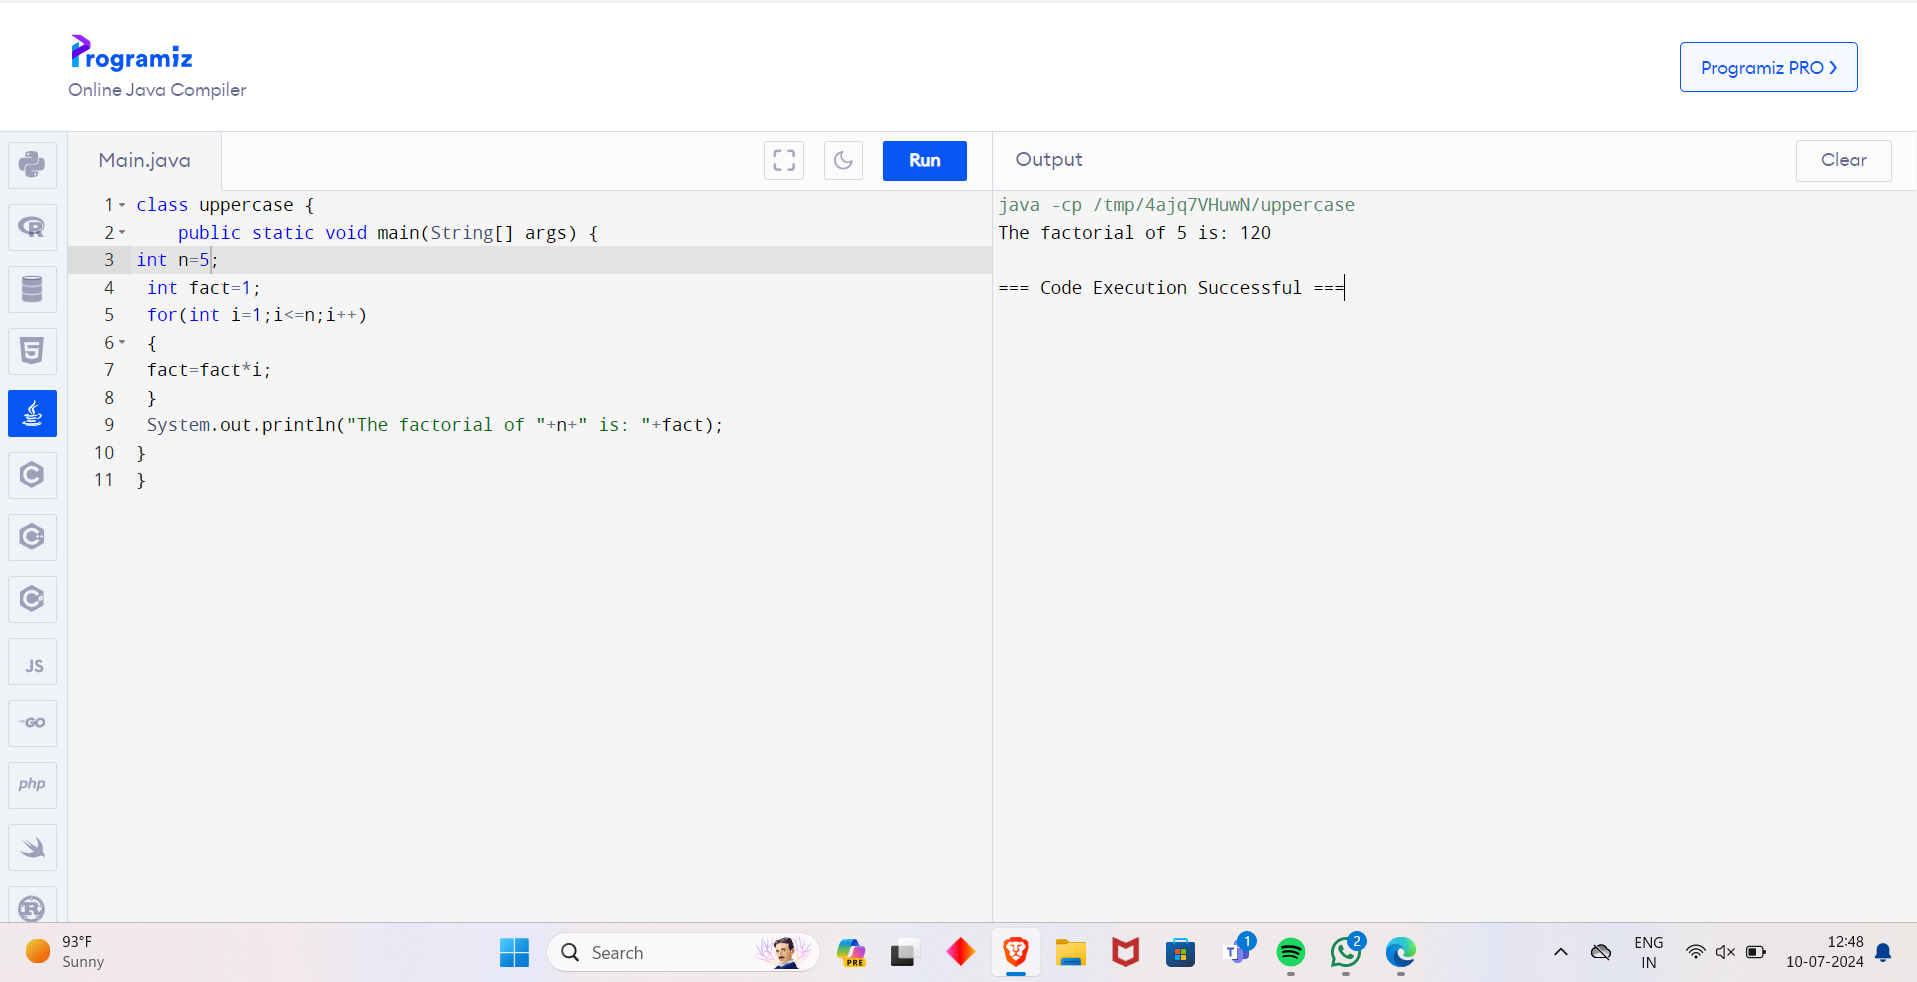 Programiz
Online Java Compiler
Programiz PRO
Main.java
Run
Output
Clear
1 class uppercase {
2     public static void main(String[] args) {
3 int n=5;
4  int fact=1;
5  for(int i=1;i<=n;i++)
6  {
7  fact=fact*i;
8  }
9  System.out.println("The factorial of "+n+" is: "+fact);
10 }
11 }
java -cp /tmp/4ajq7VHuwN/uppercase
The factorial of 5 is: 120
=== Code Execution Successful ===
R
5
C
C
C
JS
GO
php
R
93°F
Sunny
Search
PRE
T
1
2
ENG
IN
12:48
10-07-2024